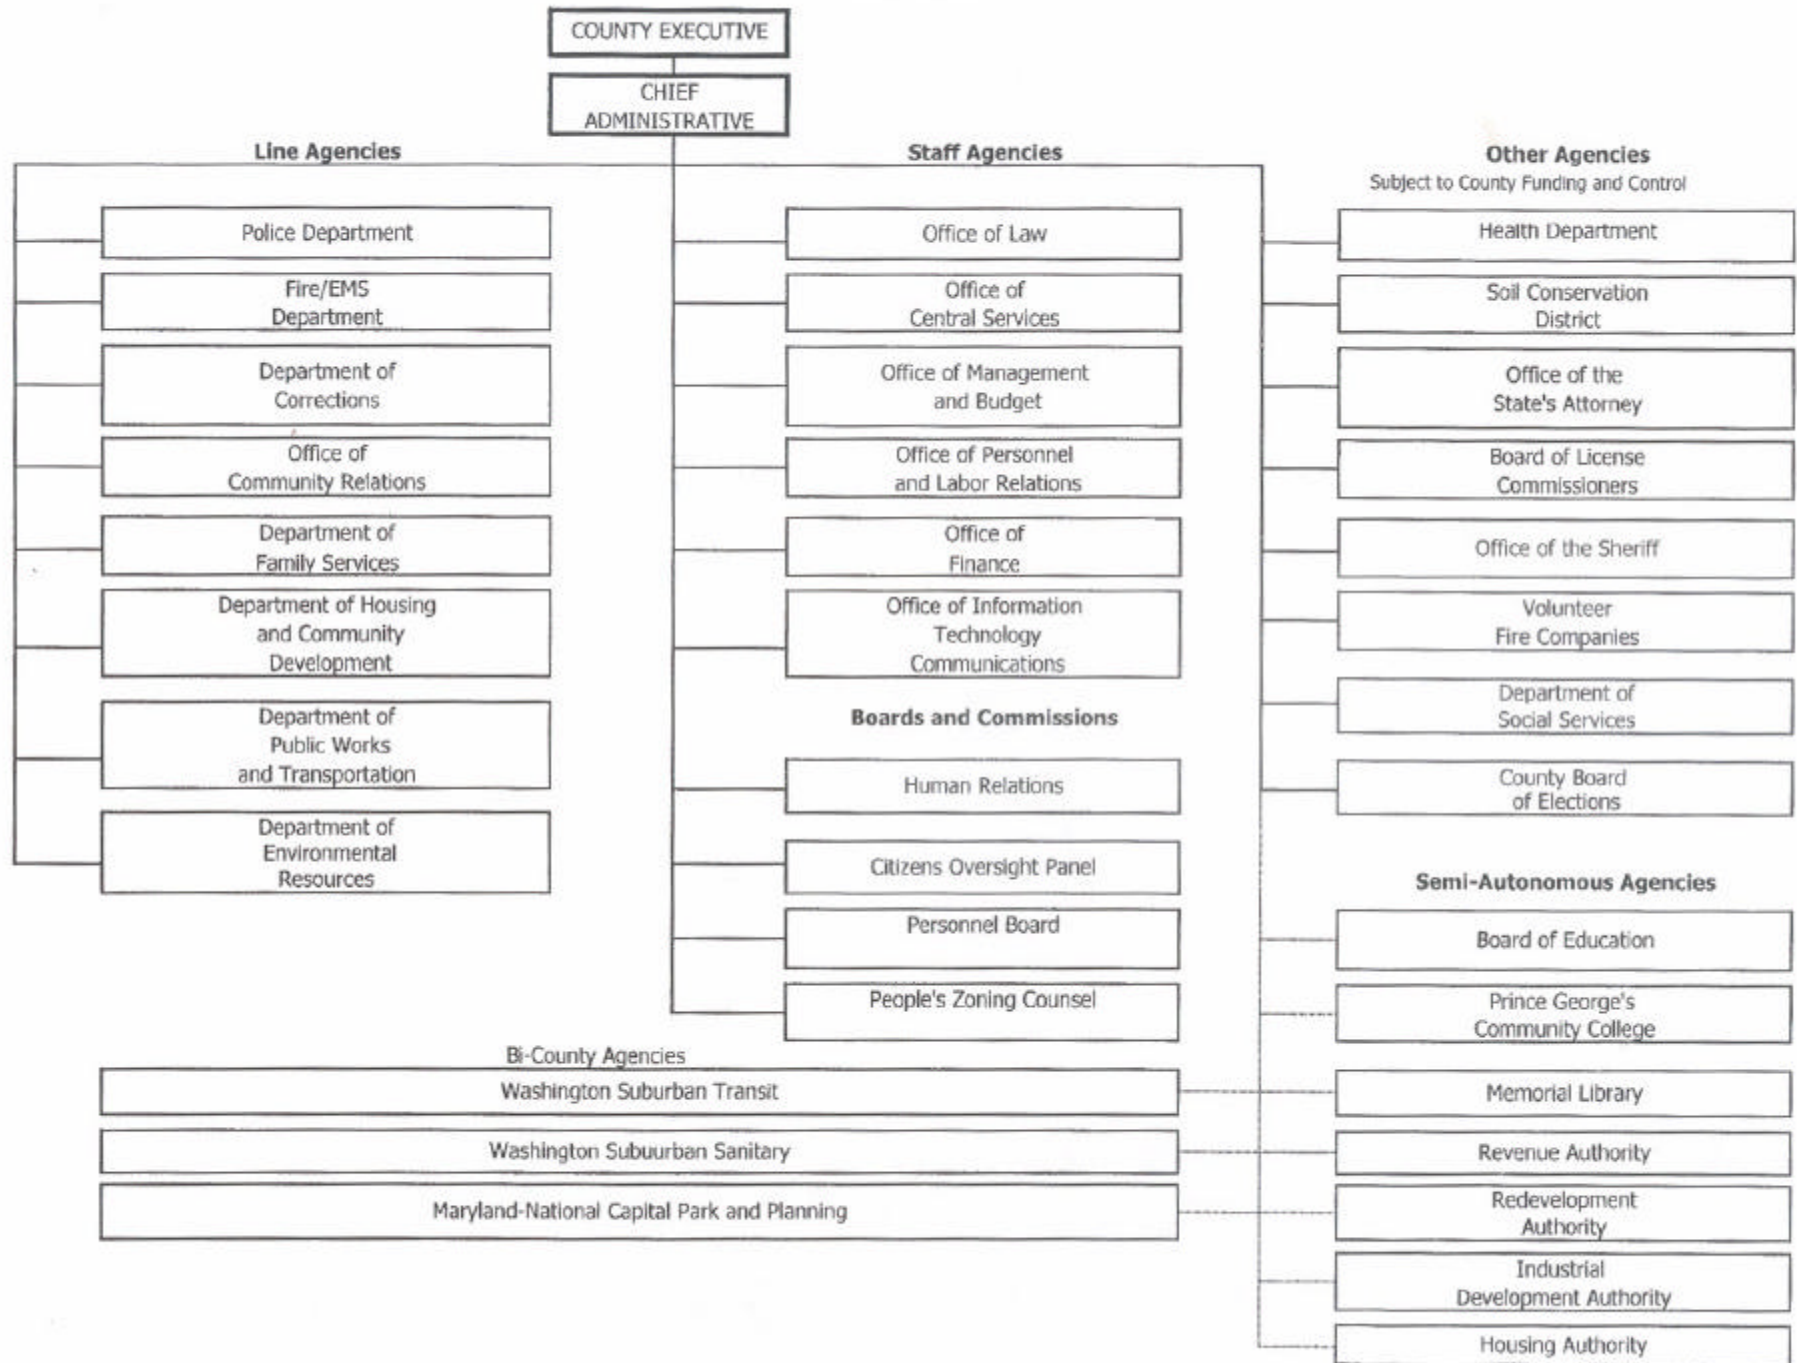 COUNTY EXECUTIVE
CHIEF
ADMINISTRATIVE
Line Agencies
Police Department
Fire/EMS
Department
Department of
Corrections
Office of
Community Relations
Department of
Family Services
Department of Housing
and Community
Development
Department of
Public Works
and Transportation
Department of
Environmental
Resources
Staff Agencies
Office of Law
Office of
Central Services
Office of Management
and Budget
Office of Personnel
and Labor Relations
Office of
Finance
Office of Information
Technology
Communications
Boards and Commissions
Human Relations
Citizens Oversight Panel
Personnel Board
People's Zoning Counsel
Other Agencies
Subject to County Funding and Control
Health Department
Soil Conservation
District
Office of the
State's Attorney
Board of License
Commissioners
Office of the Sheriff
Volunteer
Fire Companies
Department of
Social Services
County Board
of Elections
Semi-Autonomous Agencies
Board of Education
Prince George's
Community College
Memorial Library
Revenue Authority
Redevelopment
Authority
Industrial
Development Authority
Housing Authority
Bi-County Agencies
Washington Suburban Transit
Washington Subuurban Sanitary
Maryland-National Capital Park and Planning